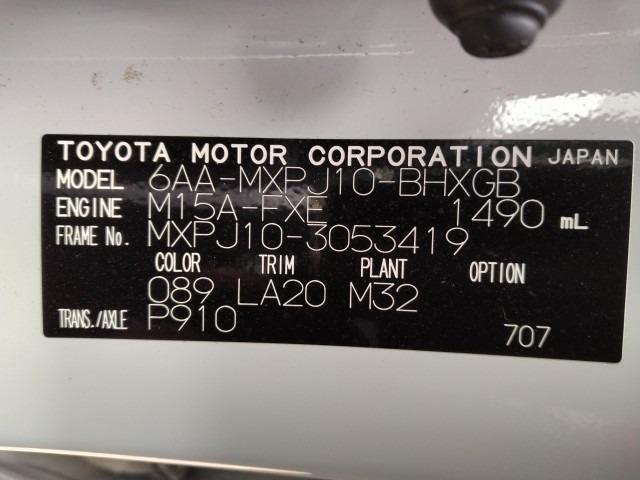 TOYOTA MOTOR CORPORATION JAPAN
MODEL 6AA-MXPJ10-BHXGB
ENGINE M15A-FXE 1490 mL
FRAME No. MXPJ10-3053419
COLOR TRIM PLANT OPTION
089 LA20 M32
TRANS./AXLE P910
707